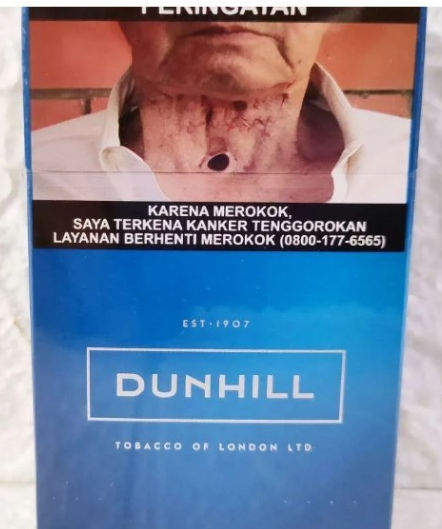 PERINGATAN
KARENA MEROKOK,
SAYA TERKENA KANKER TENGGOROKAN
LAYANAN BERHENTI MEROKOK (0800-177-6565)
EST·1907
DUNHILL
TOBACCO OF LONDON LTD